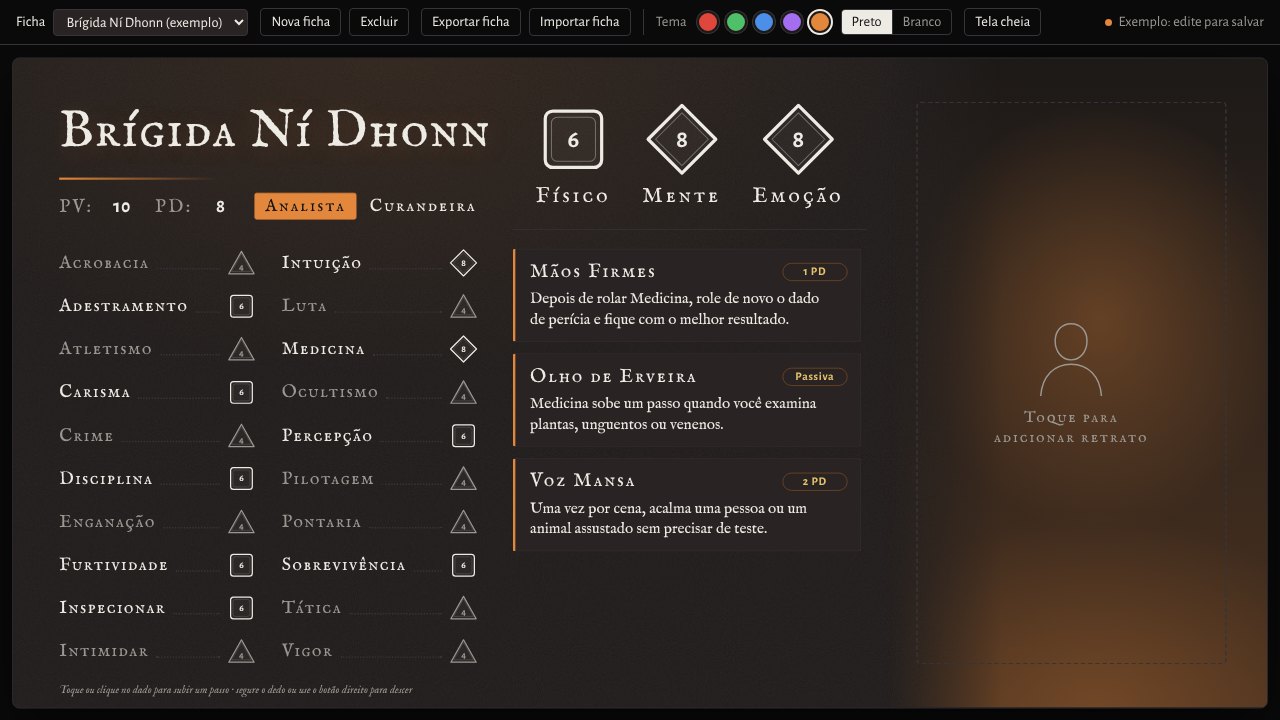 Ficha Brígida Ní Dhonn (exemplo) Nova ficha Excluir Exportar ficha Importar ficha Tema Preto Branco Tela cheia Exemplo: edite para salvar
Brígida Ní Dhonn
PV: 10 PD: 8 Analista Curandeira
6 8 8
Físico Mente Emoção
Acrobacia 4 Intuição 8
Adestramento 6 Luta 4
Atletismo 4 Medicina 8
Carisma 6 Ocultismo 4
Crime 4 Percepção 6
Disciplina 6 Pilotagem 4
Enganação 4 Pontaria 4
Furtividade 6 Sobrevivência 6
Inspecionar 6 Tática 4
Intimidar 4 Vigor 4
Toque ou clique no dado para subir um passo · segure o dedo ou use o botão direito para descer
Mãos Firmes 1 PD
Depois de rolar Medicina, role de novo o dado
de perícia e fique com o melhor resultado.
Olho de Erveira Passiva
Medicina sobe um passo quando você examina
plantas, unguentos ou venenos.
Voz Mansa 2 PD
Uma vez por cena, acalma uma pessoa ou um
animal assustado sem precisar de teste.
Toque para
adicionar retrato